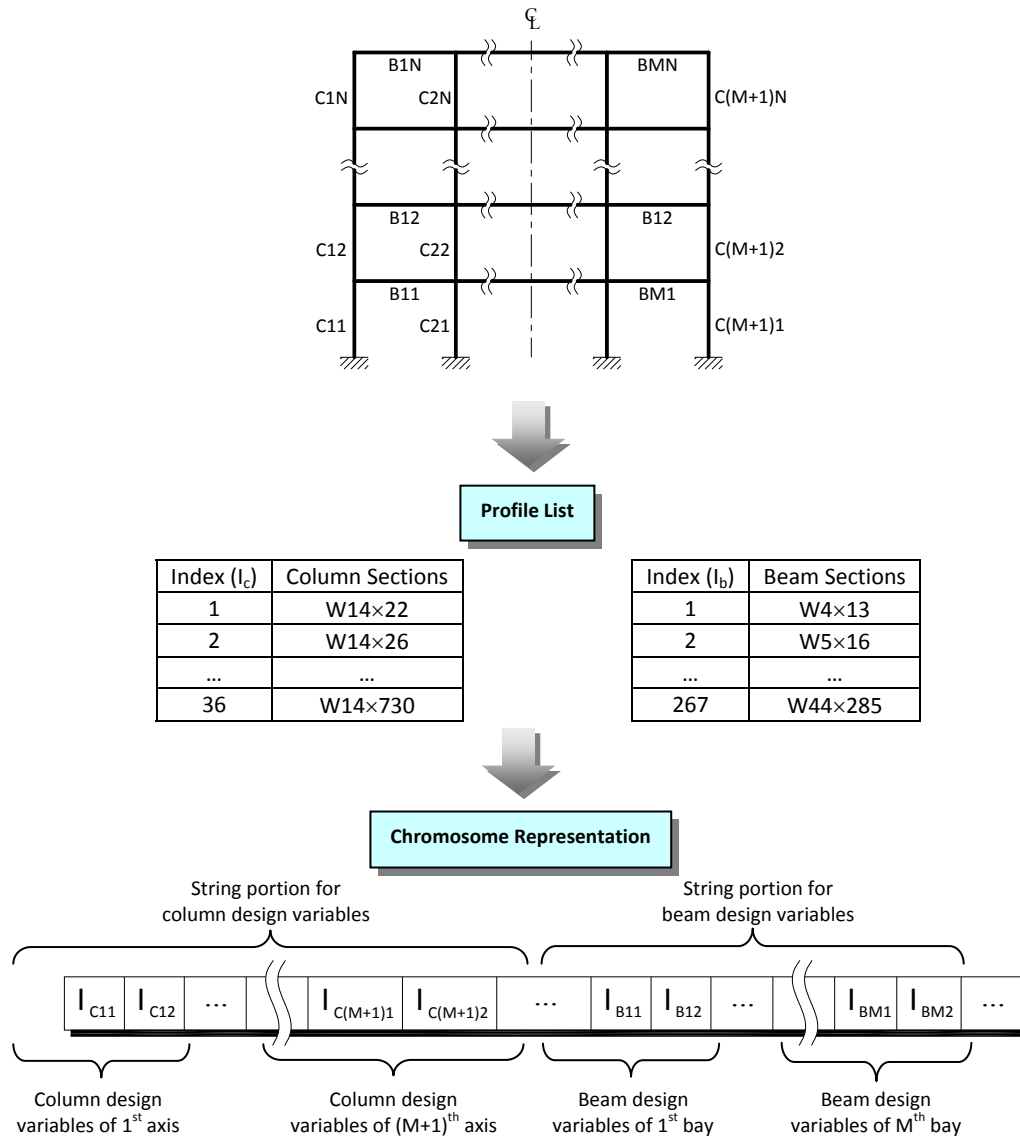 ℄
B1N BMN
C1N C2N C(M+1)N
B12 B12
C12 C22 C(M+1)2
B11 BM1
C11 C21 C(M+1)1
Profile List
Index (Ic) Column Sections
1 W14×22
2 W14×26
... ...
36 W14×730
Index (Ib) Beam Sections
1 W4×13
2 W5×16
... ...
267 W44×285
Chromosome Representation
String portion for
column design variables
String portion for
beam design variables
IC11 IC12 ... IC(M+1)1 IC(M+1)2 ... IB11 IB12 ... IBM1 IBM2 ...
Column design
variables of 1st axis
Column design
variables of (M+1)th axis
Beam design
variables of 1st bay
Beam design
variables of Mth bay